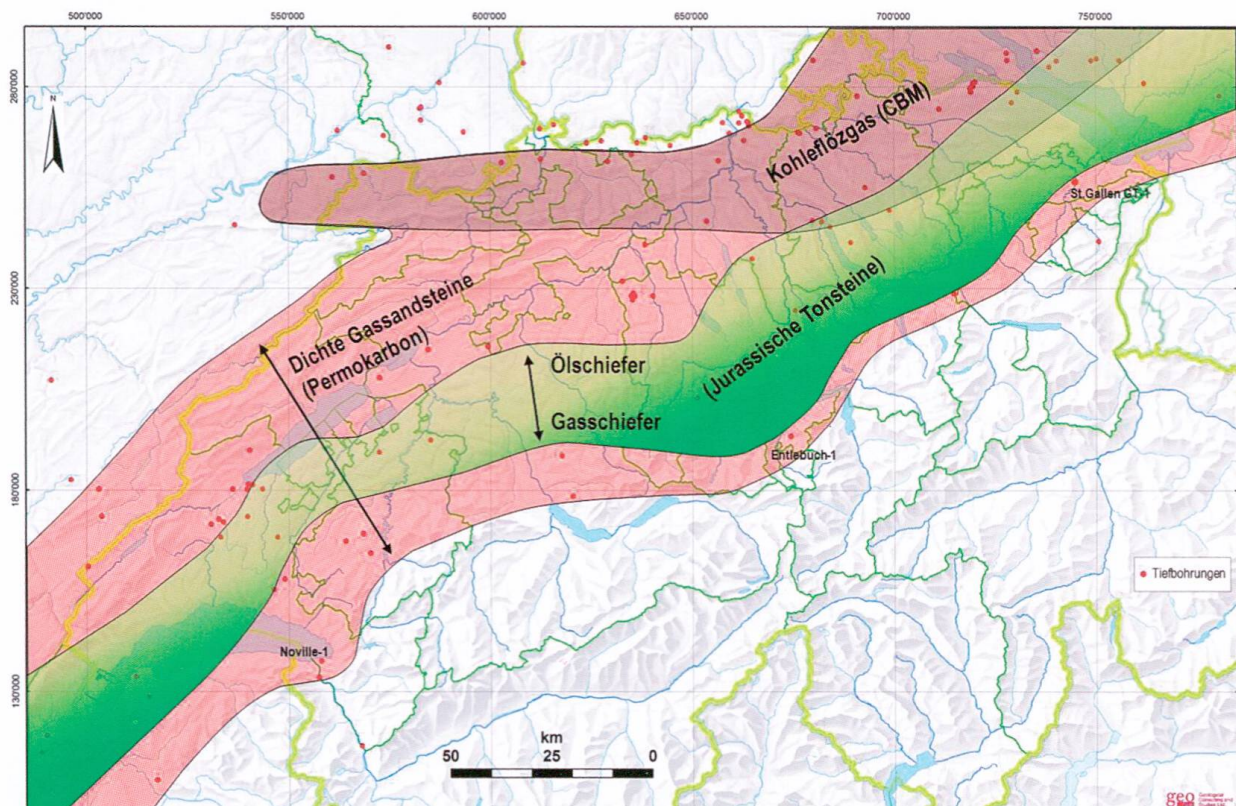 500'000
550'000
600'000
650'000
700'000
750'000
280'000
230'000
180'000
130'000
N
Kohleflözgas (CBM)
St.Gallen GT-1
Dichte Gassandsteine
(Permokarbon)
Ölschiefer
(Jurassische Tonsteine)
Gasschiefer
Entlebuch-1
Tiefbohrungen
Noville-1
km
50
0
geo